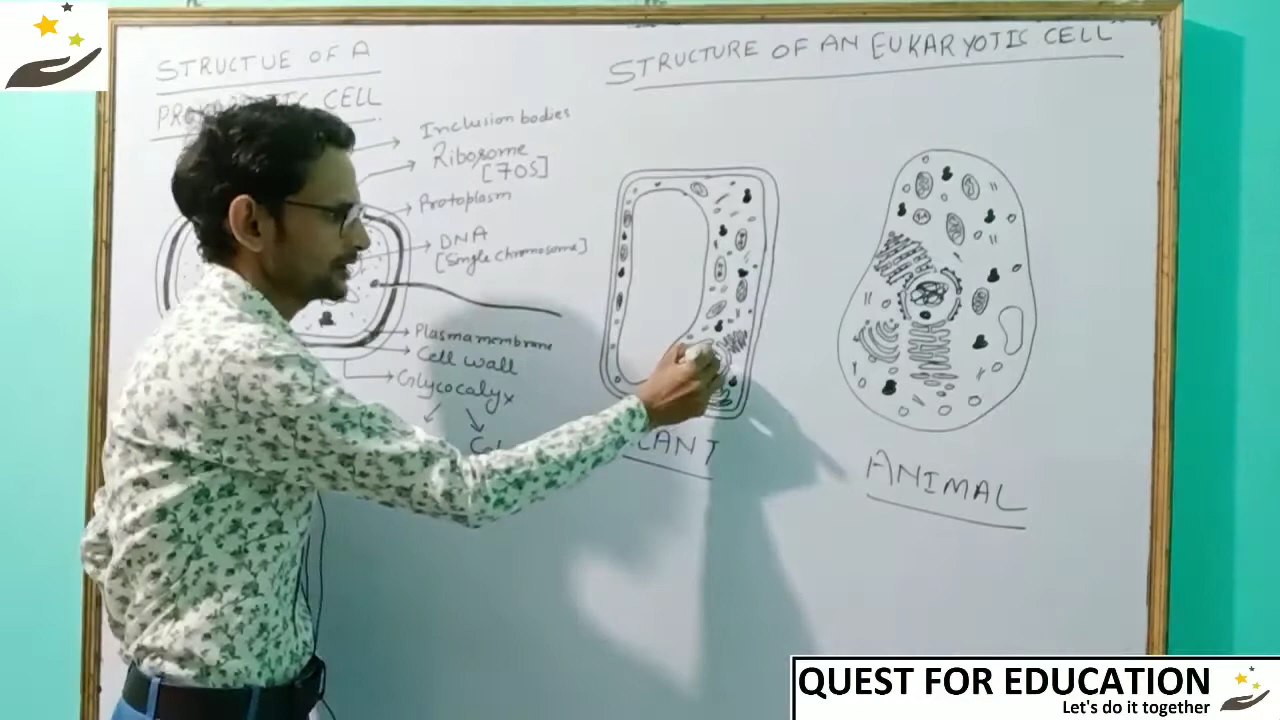 STRUCTUE OF A
CELL
Inclusion bodies
Ribosome
[70S]
Protoplasm
DNA
[Single chromosome]
Plasmamembrane
Cell wall
Glycocalyx
STRUCTURE OF AN EUKARYOTIC CELL
ANIMAL
QUEST FOR EDUCATION
Let's do it together